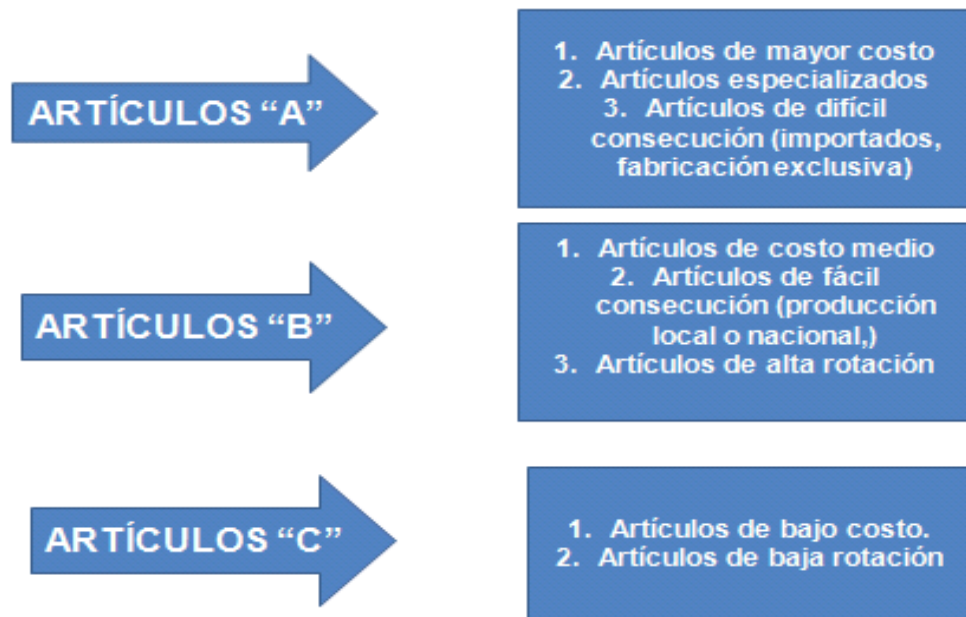 ARTÍCULOS “A”
1. Artículos de mayor costo
2. Artículos especializados
3. Artículos de difícil
consecución (importados,
fabricación exclusiva)
ARTÍCULOS “B”
1. Artículos de costo medio
2. Artículos de fácil
consecución (producción
local o nacional,)
3. Artículos de alta rotación
ARTÍCULOS “C”
1. Artículos de bajo costo.
2. Artículos de baja rotación